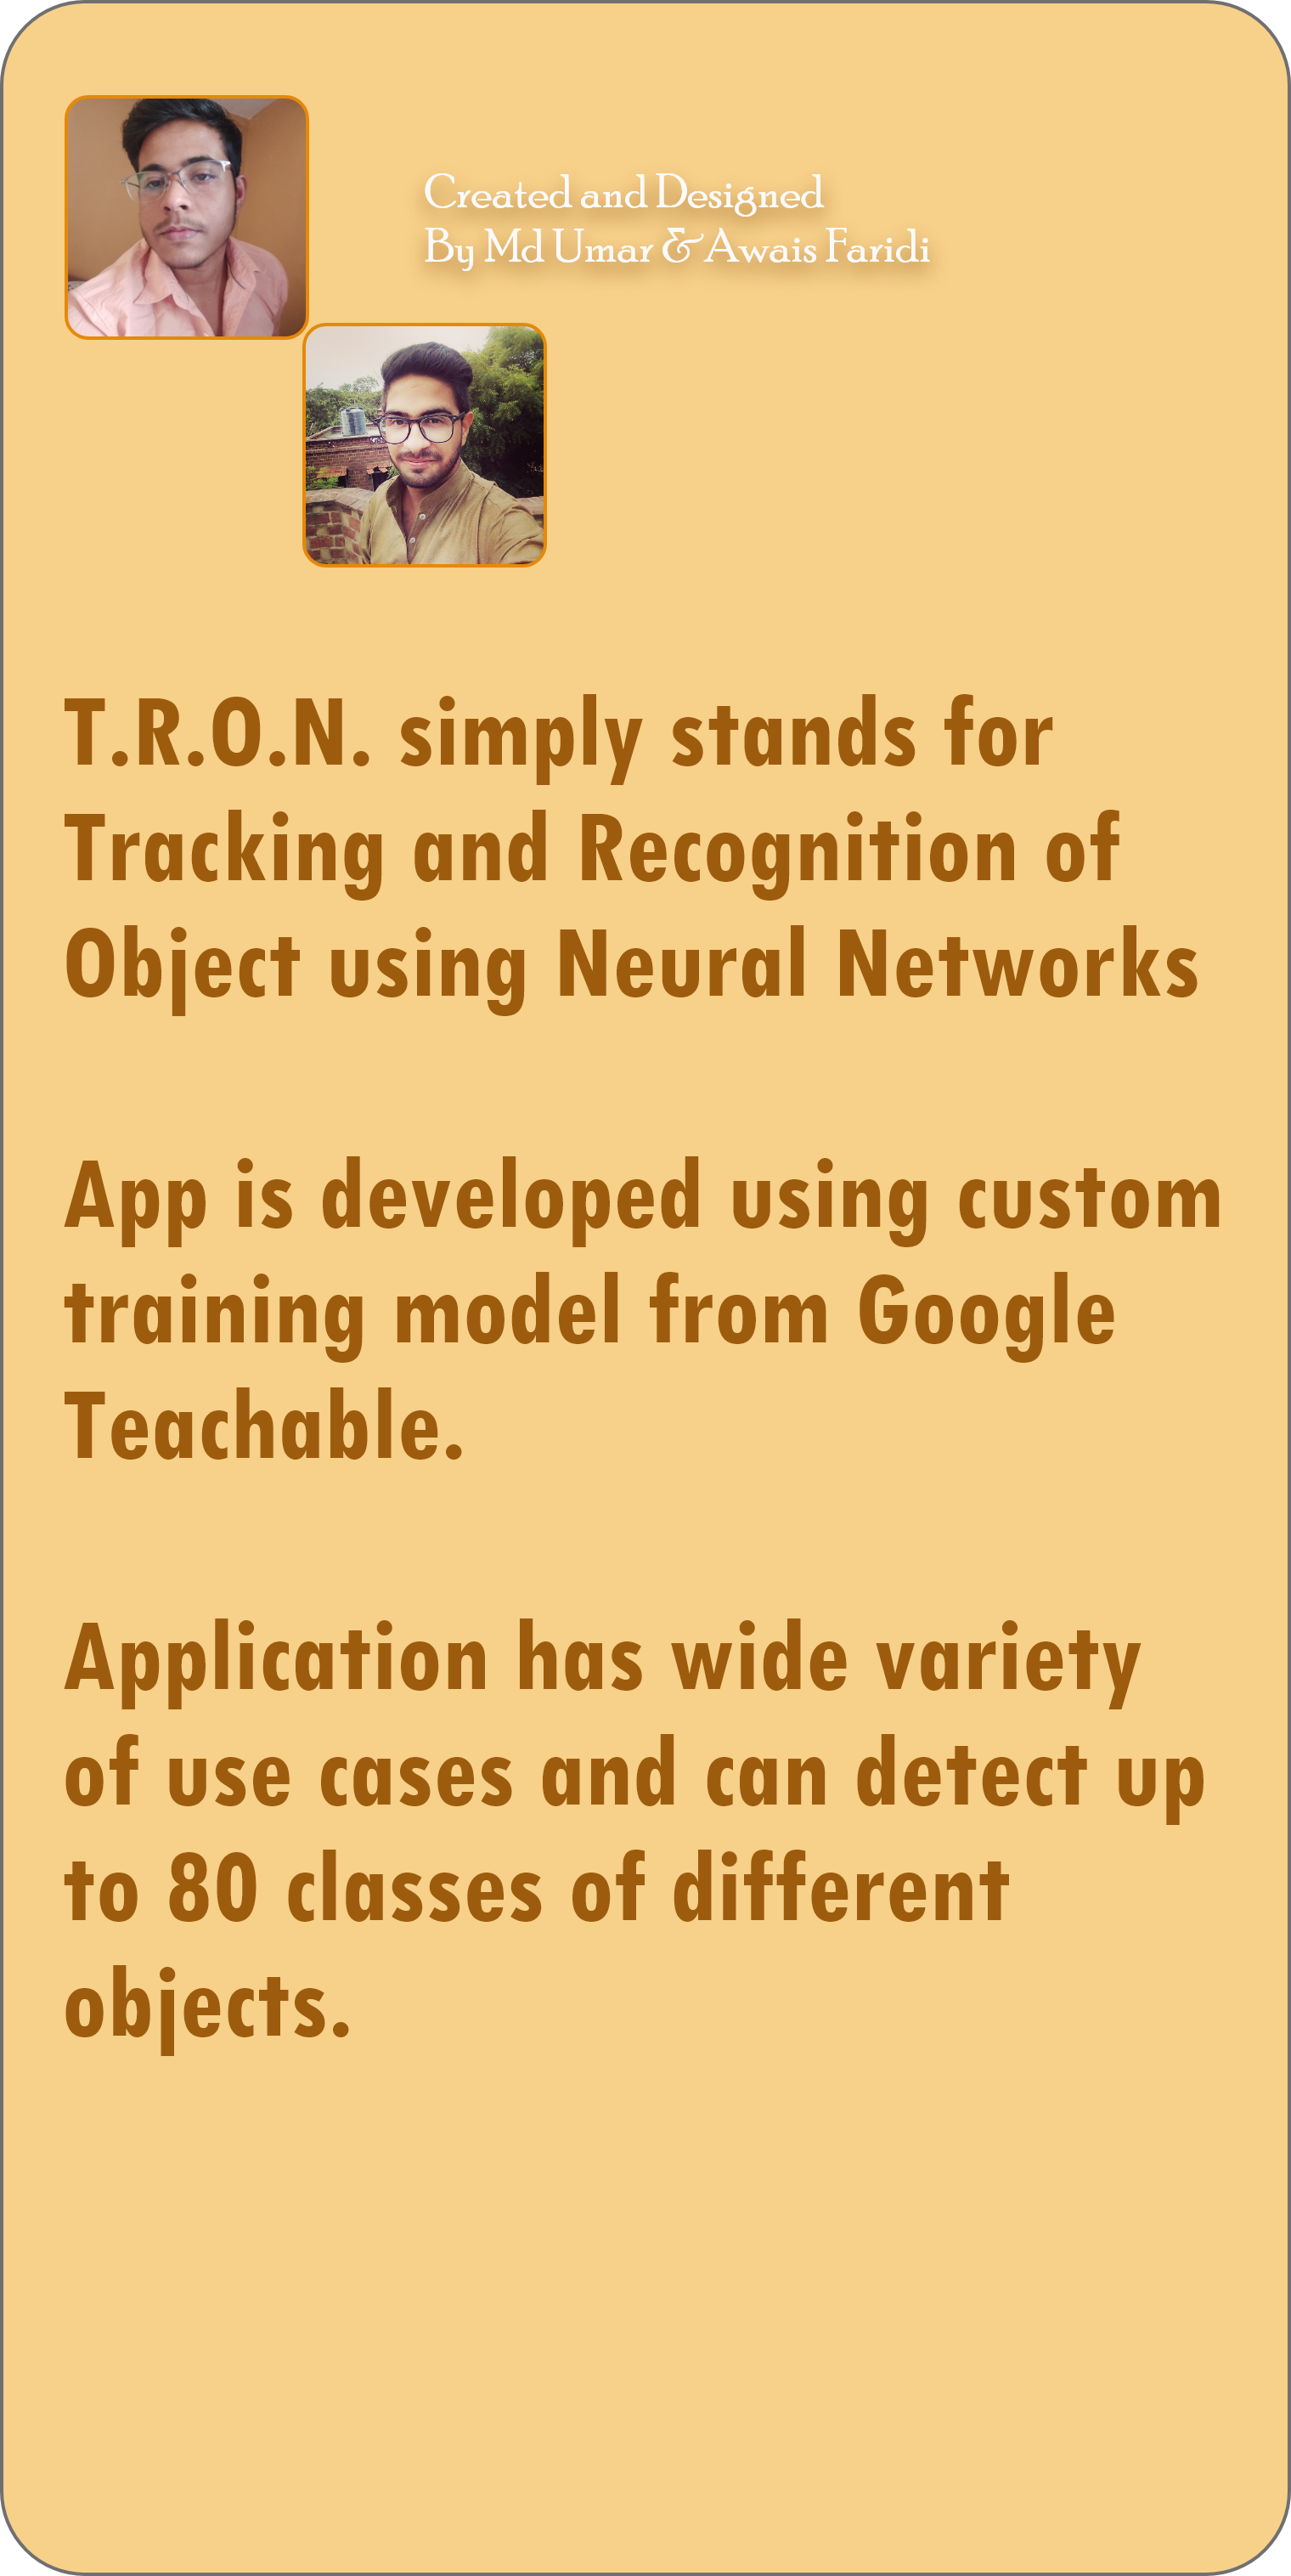 Created and Designed
By Md Umar & Awais Faridi
T.R.O.N. simply stands for
Tracking and Recognition of
Object using Neural Networks
App is developed using custom
training model from Google
Teachable.
Application has wide variety
of use cases and can detect up
to 80 classes of different
objects.